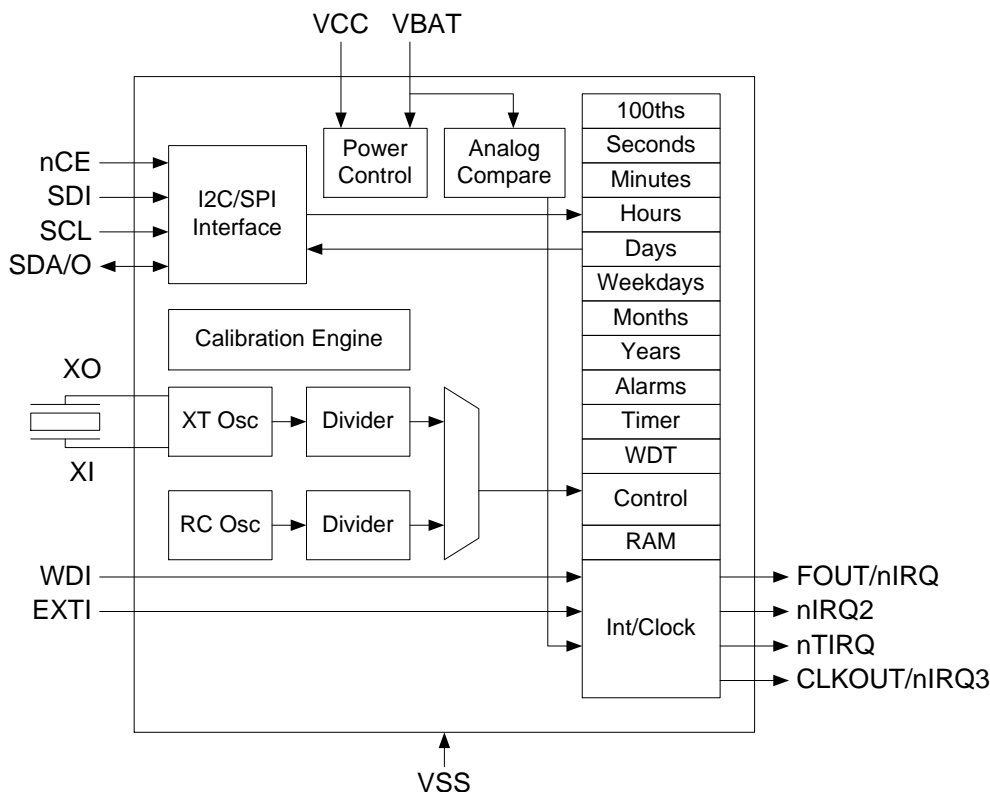 VCC
VBAT
nCE
SDI
SCL
SDA/O
I2C/SPI
Interface
Power
Control
Analog
Compare
100ths
Seconds
Minutes
Hours
Days
Weekdays
Months
Years
Alarms
Timer
WDT
Control
RAM
Int/Clock
Calibration Engine
XO
XI
XT Osc
Divider
RC Osc
Divider
WDI
EXTI
FOUT/nIRQ
nIRQ2
nTIRQ
CLKOUT/nIRQ3
VSS